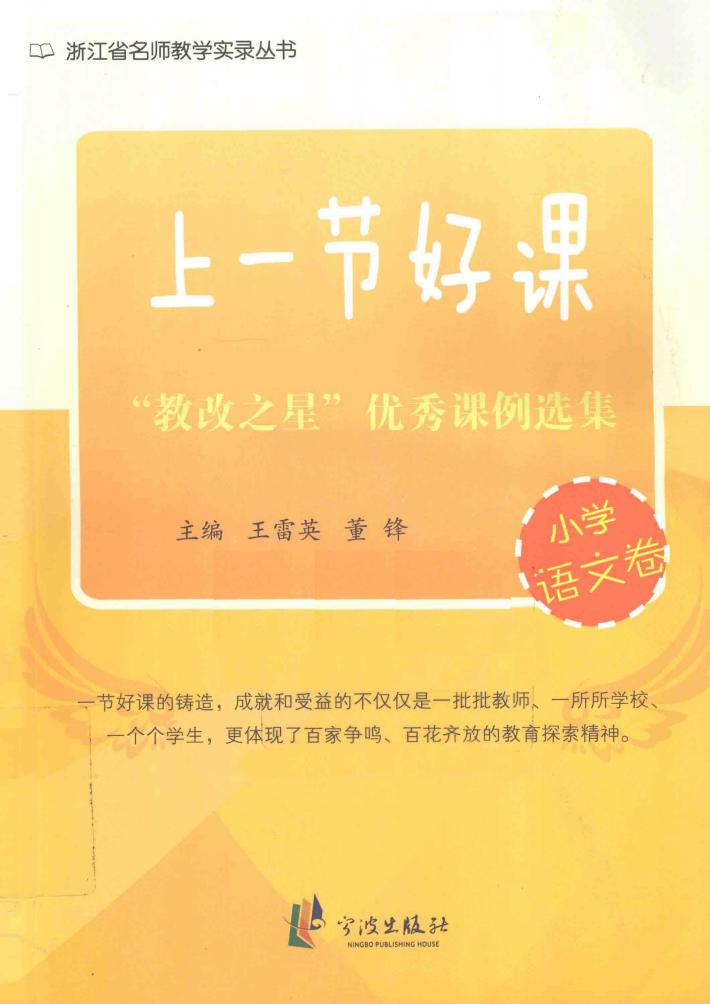 浙江省名师教学实录丛书
上一节好课
“教改之星”优秀课例选集
主编 王雷英 董锋
小学
语文卷
一节好课的铸造，成就和受益的不仅仅是一批批教师、一所所学校、
一个个学生，更体现了百家争鸣、百花齐放的教育探索精神。
宁波出版社
NINGBO PUBLISHING HOUSE